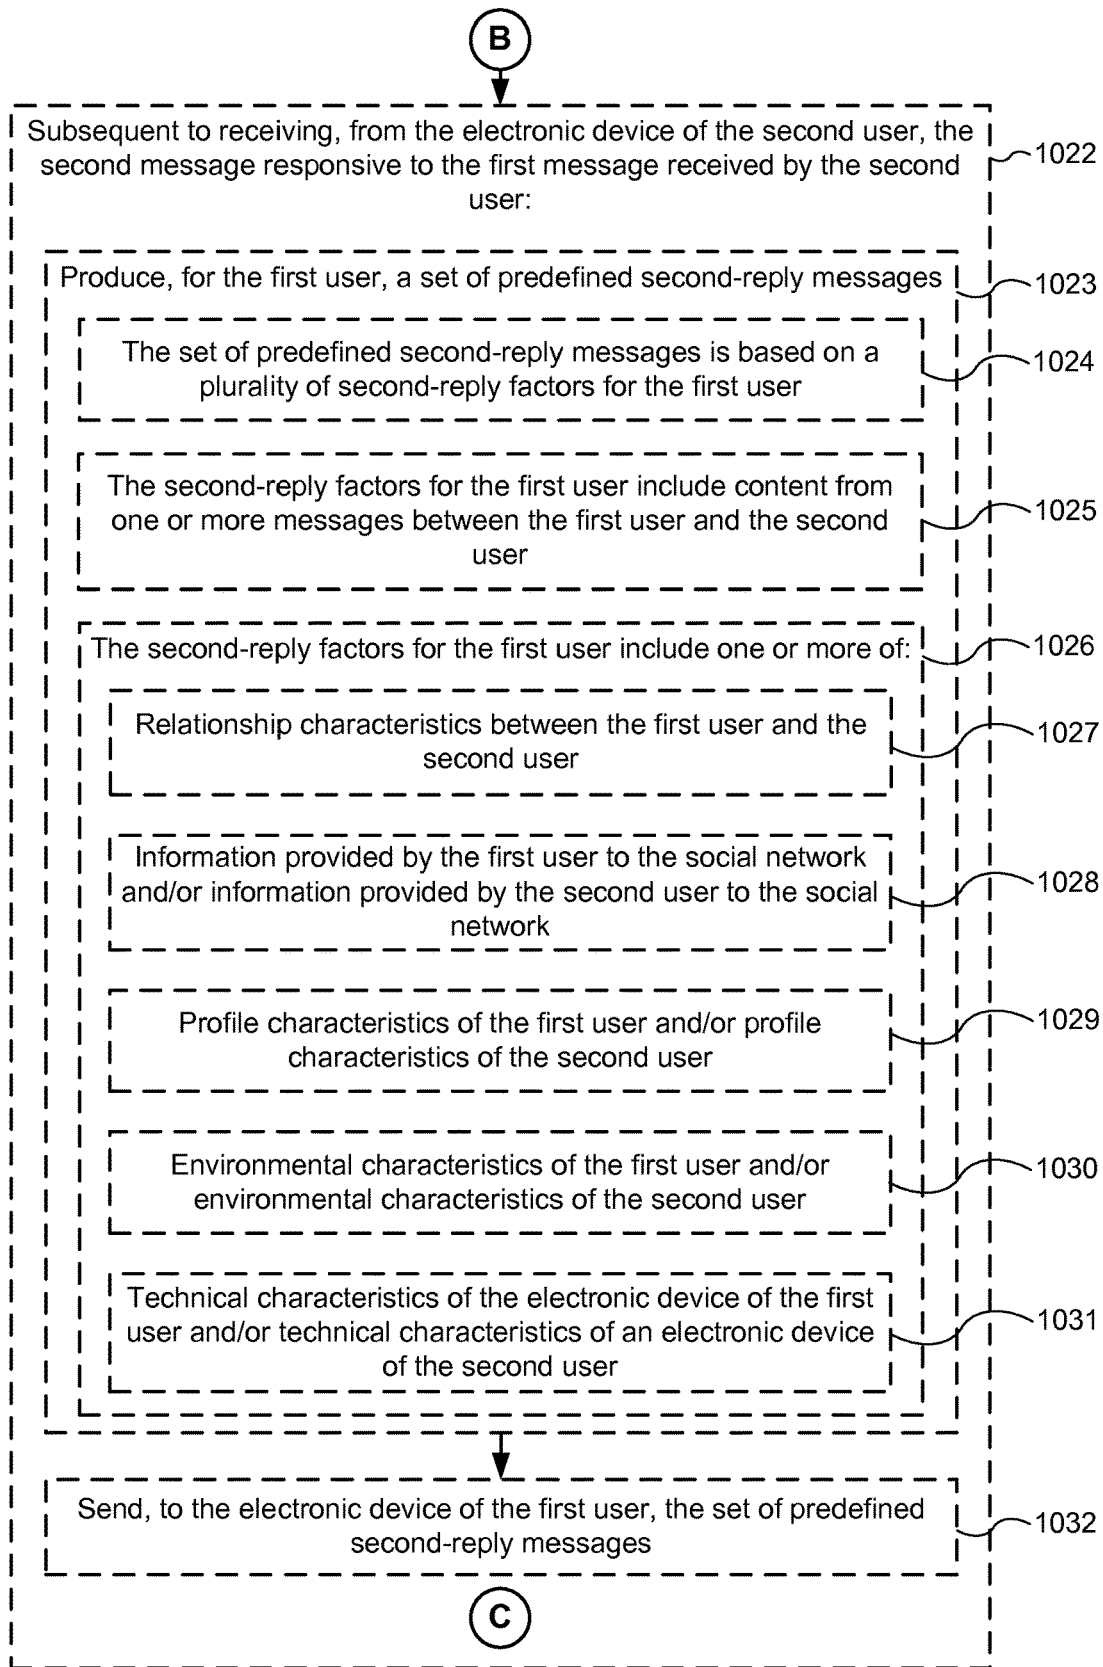 B
Subsequent to receiving, from the electronic device of the second user, the
second message responsive to the first message received by the second
user:
1022
Produce, for the first user, a set of predefined second-reply messages
1023
The set of predefined second-reply messages is based on a
plurality of second-reply factors for the first user
1024
The second-reply factors for the first user include content from
one or more messages between the first user and the second
user
1025
The second-reply factors for the first user include one or more of:
1026
Relationship characteristics between the first user and the
second user
1027
Information provided by the first user to the social network
and/or information provided by the second user to the social
network
1028
Profile characteristics of the first user and/or profile
characteristics of the second user
1029
Environmental characteristics of the first user and/or
environmental characteristics of the second user
1030
Technical characteristics of the electronic device of the first
user and/or technical characteristics of an electronic device
of the second user
1031
Send, to the electronic device of the first user, the set of predefined
second-reply messages
1032
C